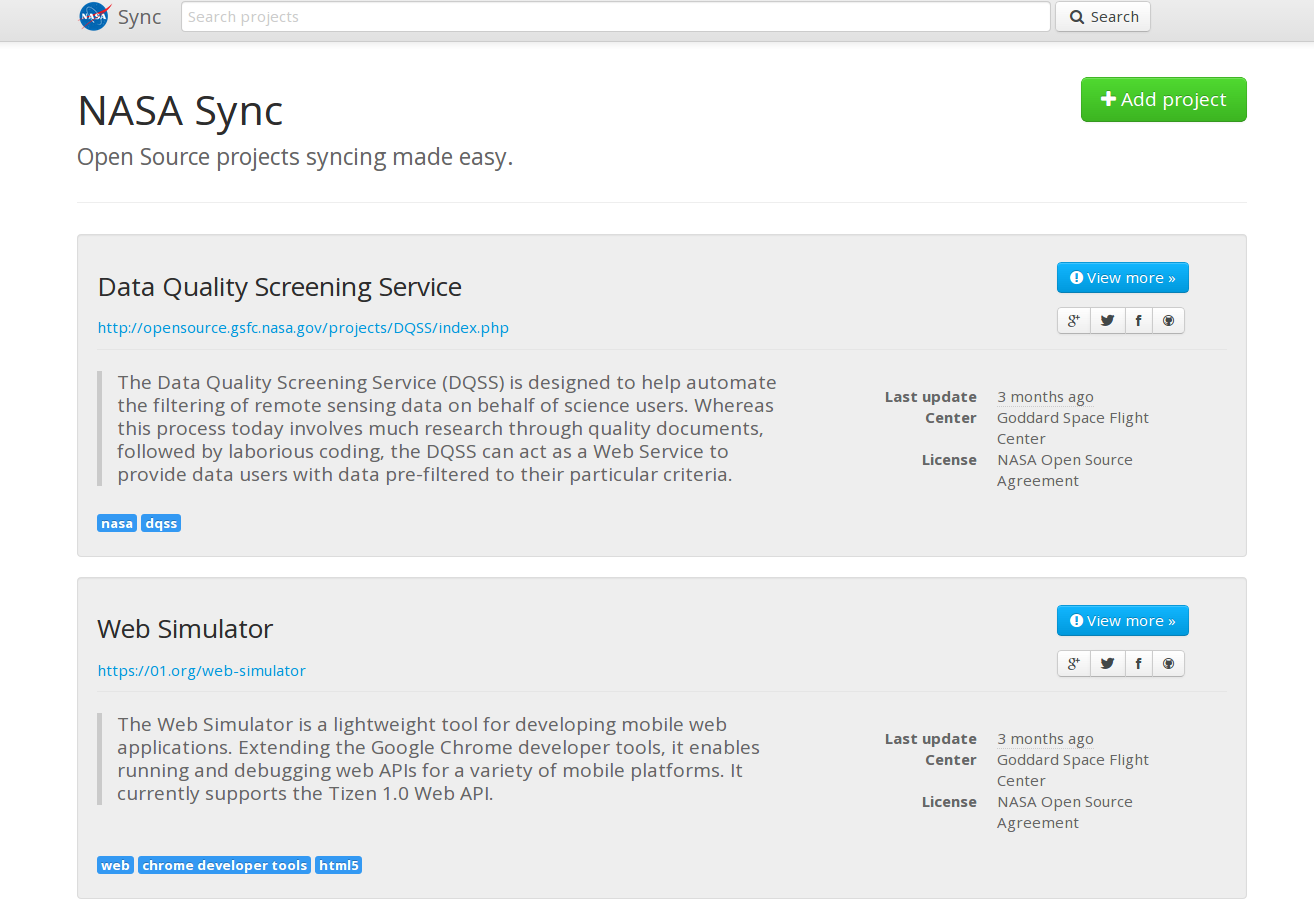 NASA Sync Search projects Search
NASA Sync
Add project
Open Source projects syncing made easy.
Data Quality Screening Service
View more »
http://opensource.gsfc.nasa.gov/projects/DQSS/index.php
g+ f
The Data Quality Screening Service (DQSS) is designed to help automate
the filtering of remote sensing data on behalf of science users. Whereas
this process today involves much research through quality documents,
followed by laborious coding, the DQSS can act as a Web Service to
provide data users with data pre-filtered to their particular criteria.
Last update 3 months ago
Center Goddard Space Flight
Center
License NASA Open Source
Agreement
nasa dqss
Web Simulator
View more »
https://01.org/web-simulator
g+ f
The Web Simulator is a lightweight tool for developing mobile web
applications. Extending the Google Chrome developer tools, it enables
running and debugging web APIs for a variety of mobile platforms. It
currently supports the Tizen 1.0 Web API.
Last update 3 months ago
Center Goddard Space Flight
Center
License NASA Open Source
Agreement
web chrome developer tools html5